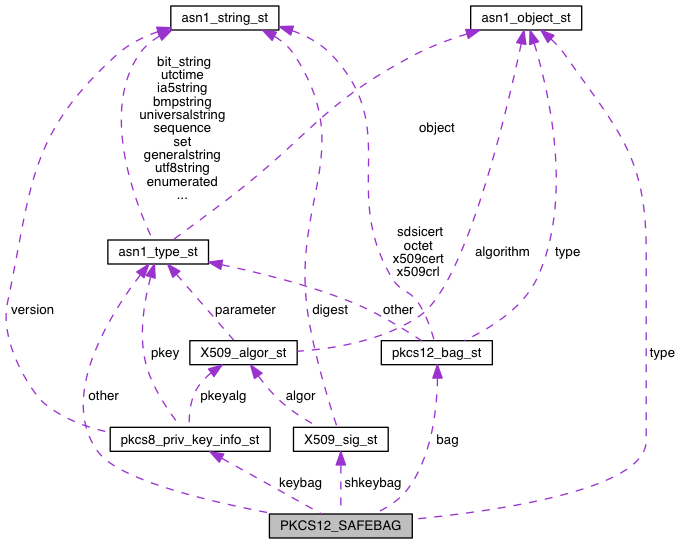 asn1_string_st
asn1_object_st
bit_string
utctime
ia5string
bmpstring
universalstring
sequence
set
generalstring
utf8string
enumerated
...
object
sdsicert
octet
x509cert
x509crl
algorithm
type
asn1_type_st
version
parameter
digest
other
pkey
X509_algor_st
pkcs12_bag_st
type
other
pkeyalg
algor
pkcs8_priv_key_info_st
X509_sig_st
bag
keybag
shkeybag
PKCS12_SAFEBAG